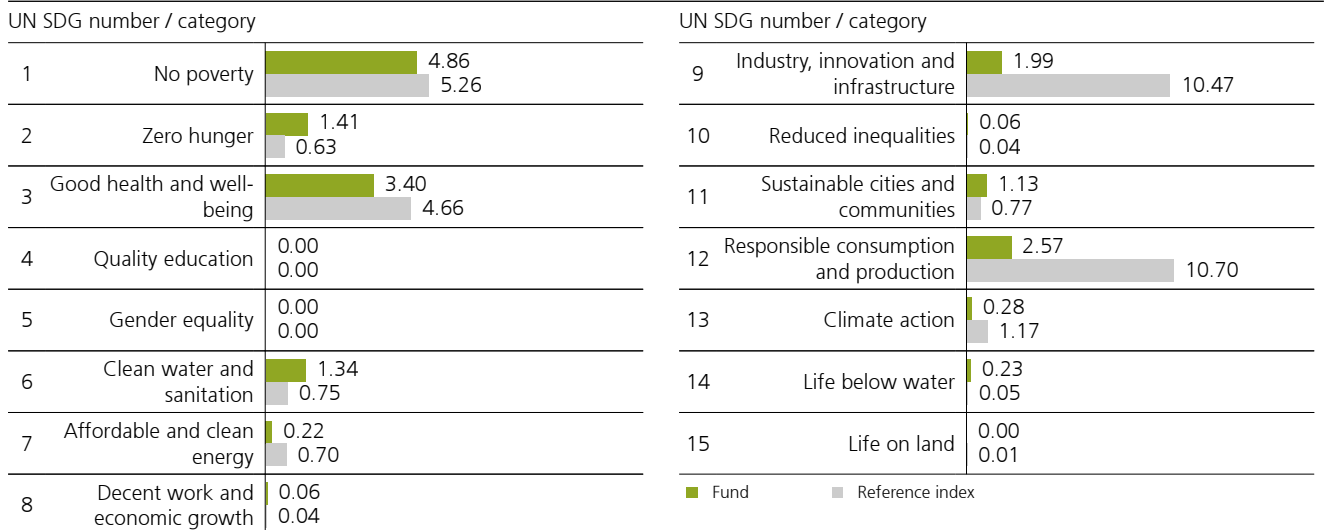 UN SDG number / category
1
No poverty
4.86
5.26
2
Zero hunger
1.41
0.63
3
Good health and well-
being
3.40
4.66
4
Quality education
0.00
0.00
5
Gender equality
0.00
0.00
6
Clean water and
sanitation
1.34
0.75
7
Affordable and clean
energy
0.22
0.70
8
Decent work and
economic growth
0.06
0.04
UN SDG number / category
9
Industry, innovation and
infrastructure
1.99
10.47
10
Reduced inequalities
0.06
0.04
11
Sustainable cities and
communities
1.13
0.77
12
Responsible consumption
and production
2.57
10.70
13
Climate action
0.28
1.17
14
Life below water
0.23
0.05
15
Life on land
0.00
0.01
Fund
Reference index